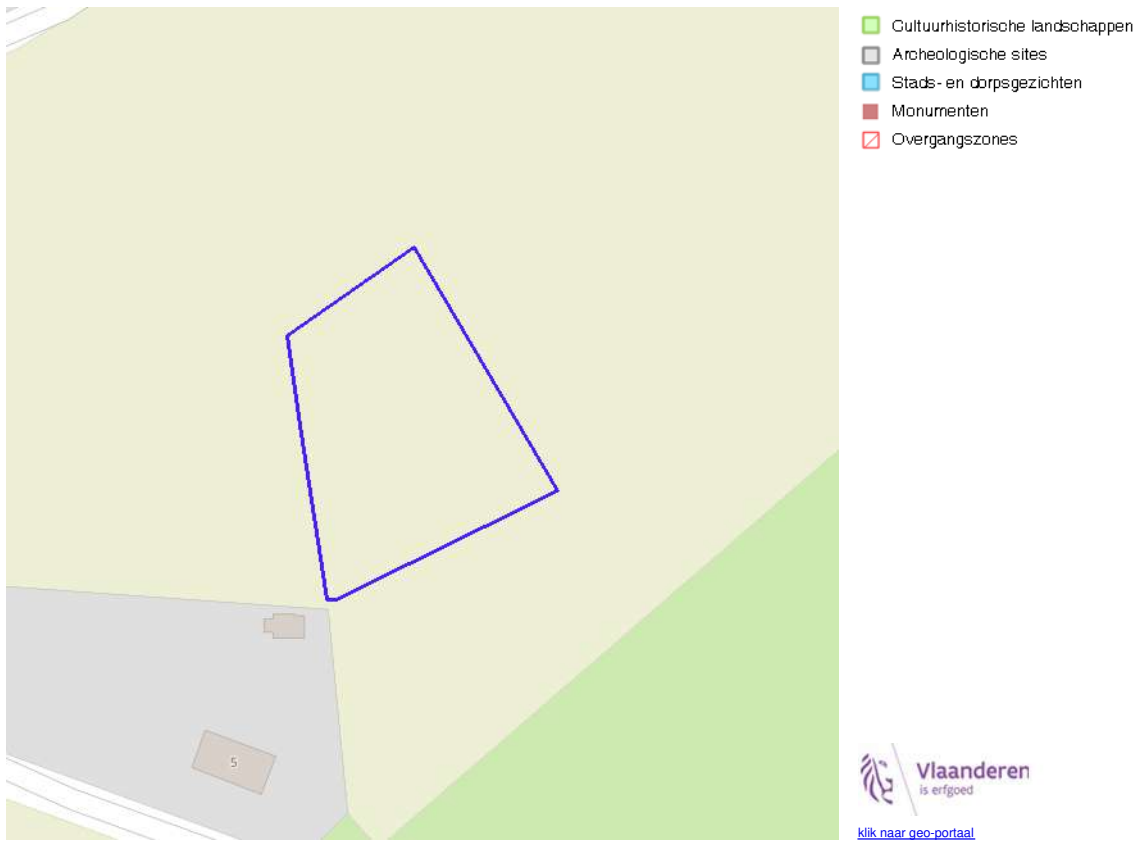 Cultuurhistorische landschappen
Archeologische sites
Stads- en dorpsgezichten
Monumenten
Overgangszones
5
Vlaanderen
is erfgoed
klik naar geo-portaal